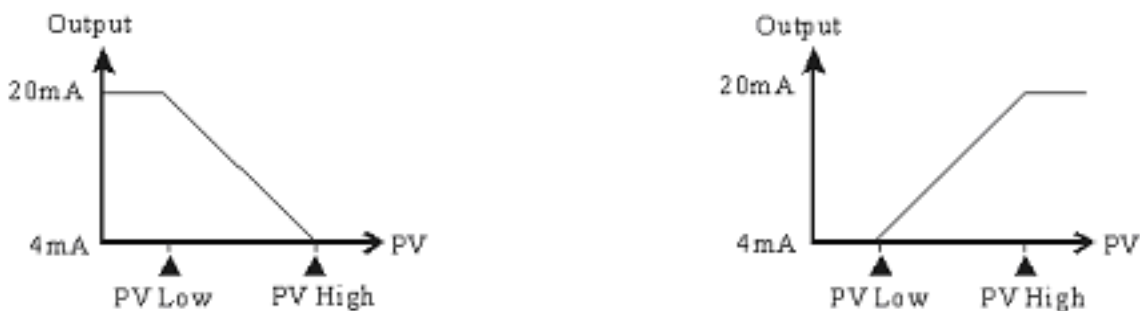 Output
20mA
4mA
PV
PV Low
PV High
Output
20mA
4mA
PV
PV Low
PV High